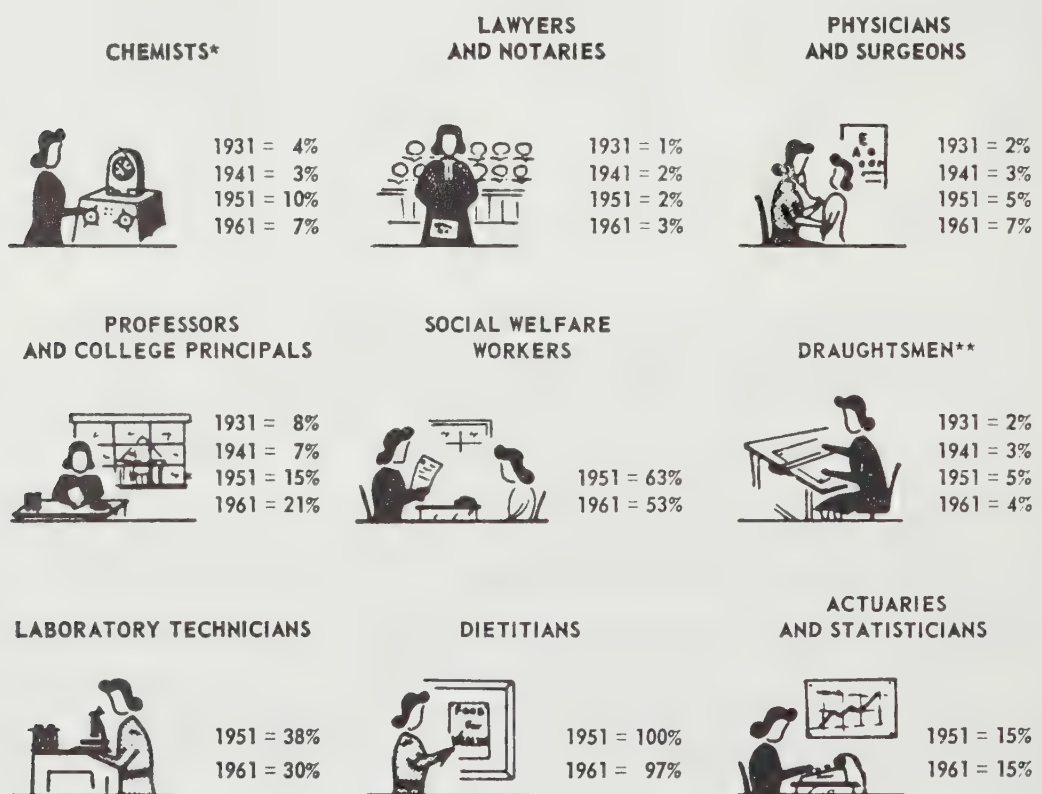 CHEMISTS*
1931 = 4%
1941 = 3%
1951 = 10%
1961 = 7%
LAWYERS
AND NOTARIES
1931 = 1%
1941 = 2%
1951 = 2%
1961 = 3%
PHYSICIANS
AND SURGEONS
E
1931 = 2%
1941 = 3%
1951 = 5%
1961 = 7%
PROFESSORS
AND COLLEGE PRINCIPALS
1931 = 8%
1941 = 7%
1951 = 15%
1961 = 21%
SOCIAL WELFARE
WORKERS
1951 = 63%
1961 = 53%
DRAUGHTSMEN**
1931 = 2%
1941 = 3%
1951 = 5%
1961 = 4%
LABORATORY TECHNICIANS
1951 = 38%
1961 = 30%
DIETITIANS
FOOD
for
1951 = 100%
1961 = 97%
ACTUARIES
AND STATISTICIANS
1951 = 15%
1961 = 15%